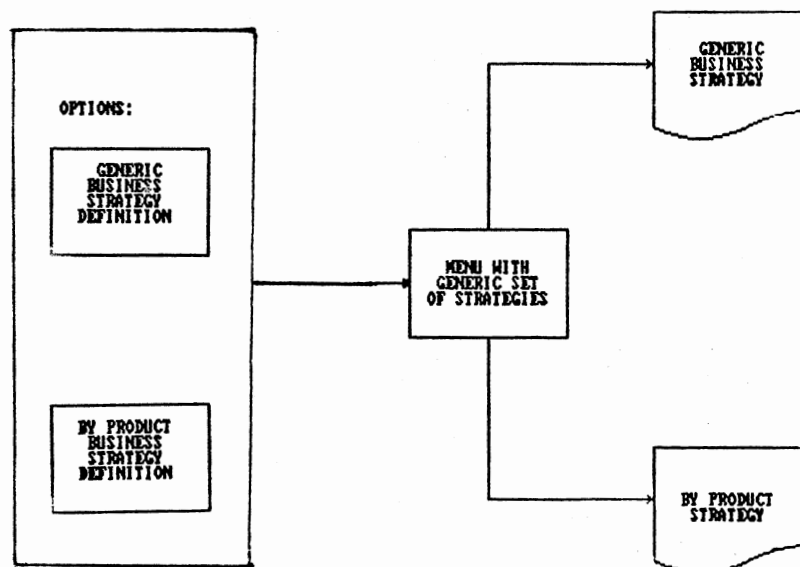 OPTIONS:
GENERIC
BUSINESS
STRATEGY
DEFINITION
BY PRODUCT
BUSINESS
STRATEGY
DEFINITION
MENU WITH
GENERIC SET
OF STRATEGIES
GENERIC
BUSINESS
STRATEGY
BY PRODUCT
STRATEGY